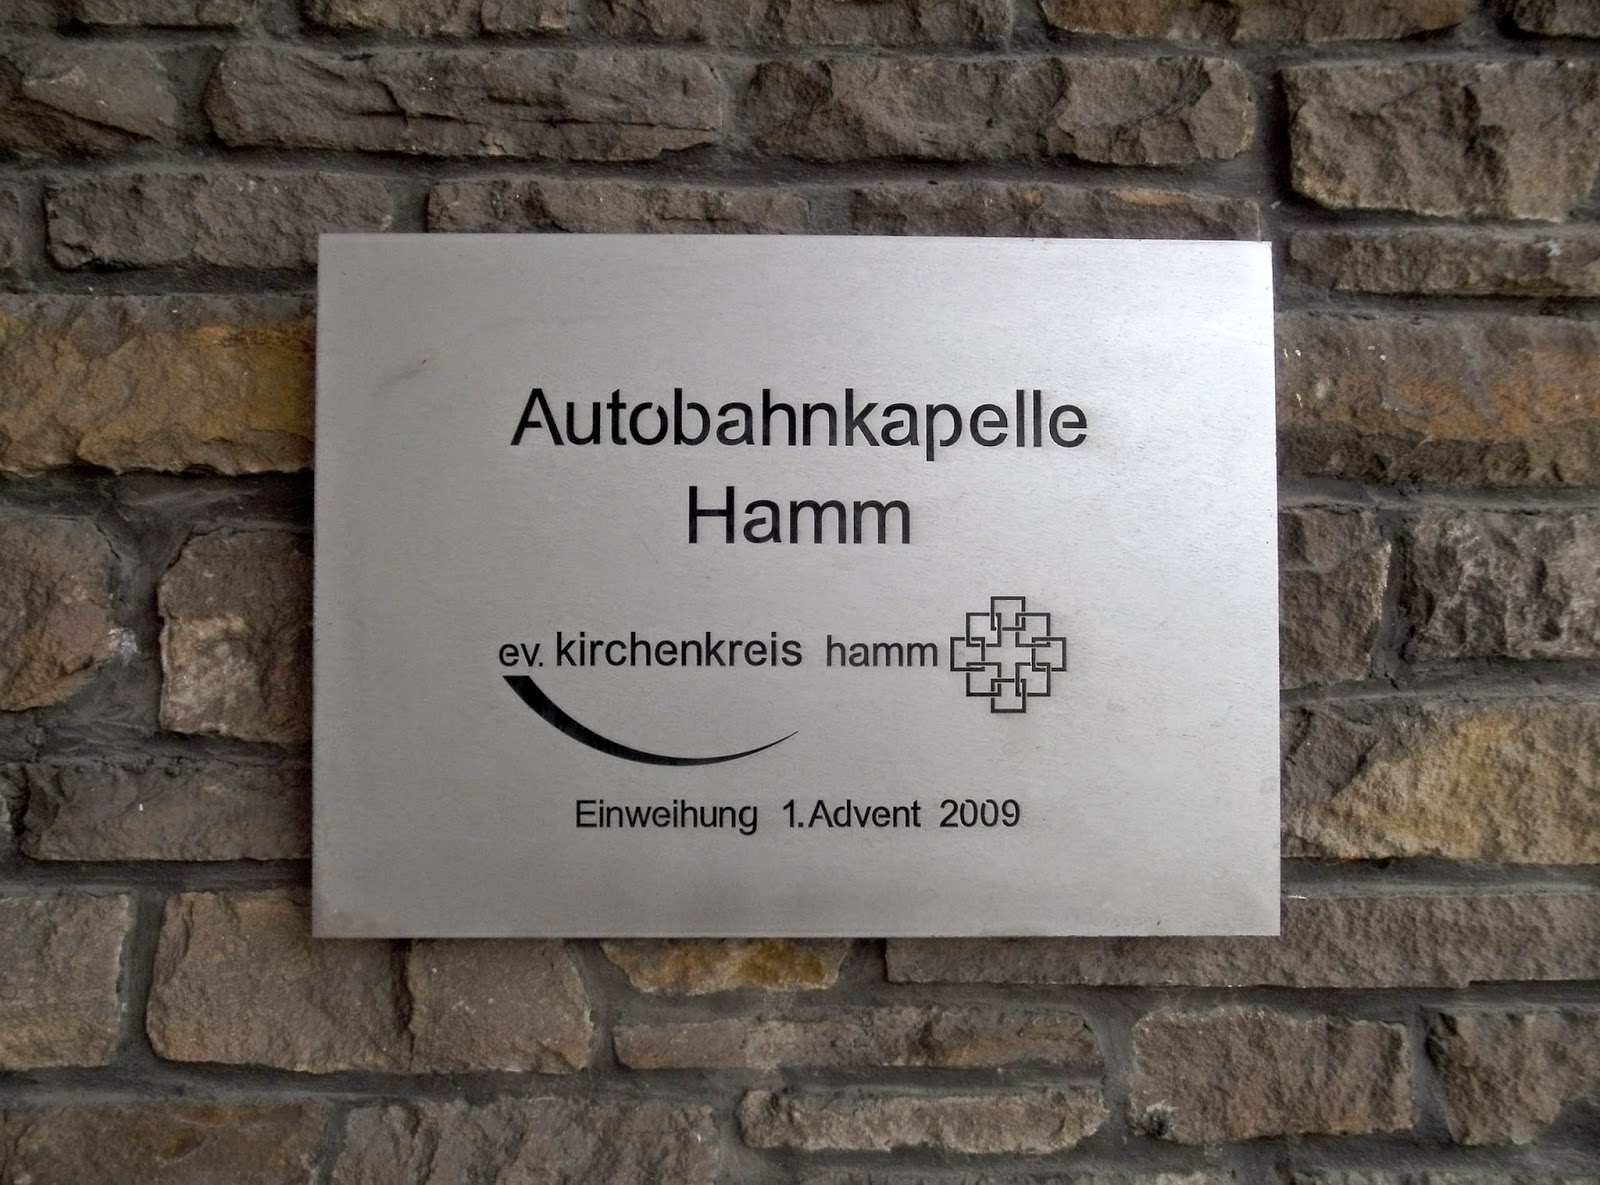 Autobahnkapelle
Hamm
ev. kirchenkreis hamm
Einweihung 1. Advent 2009